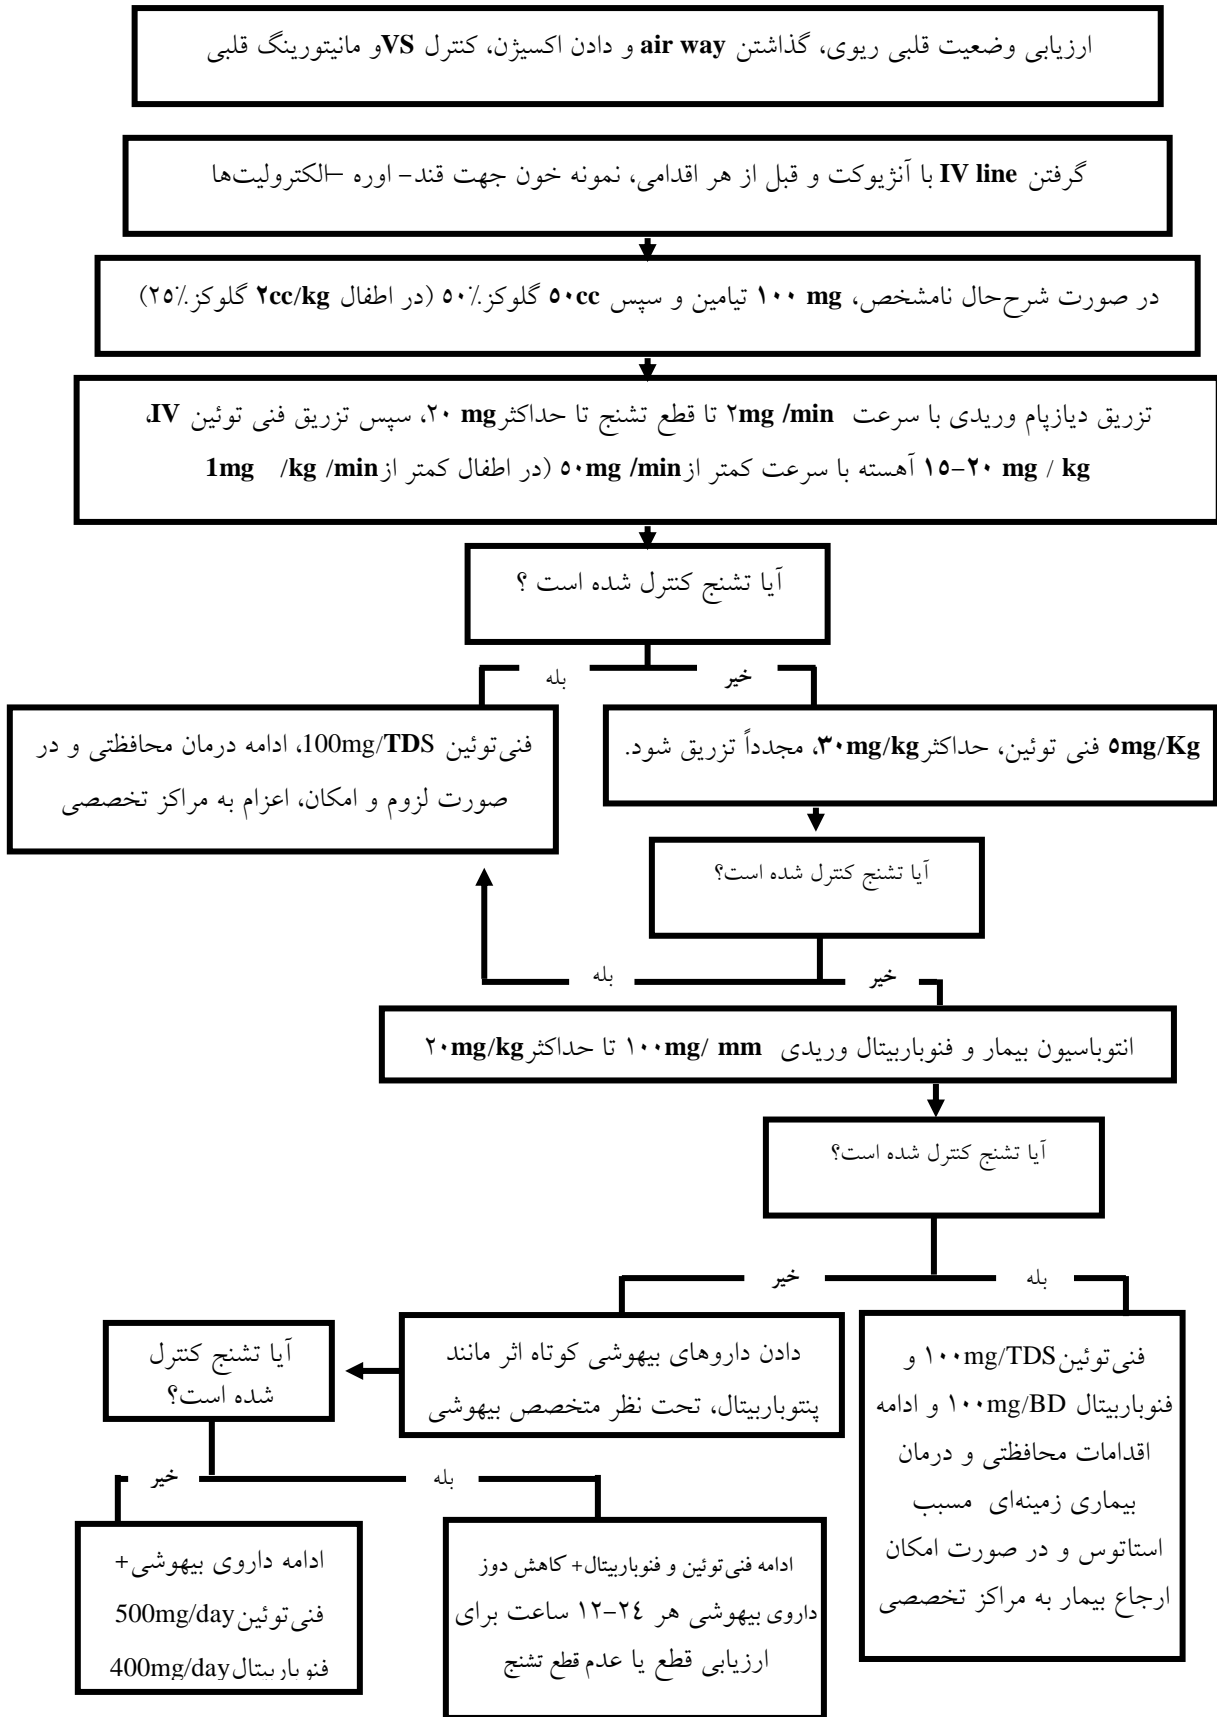 ارزیابی وضعیت قلبی ریوی، گذاشتن air way و دادن اکسیژن، کنترل VS و مانیتورینگ قلبی
گرفتن IV line با آنژیوکت و قبل از هر اقدامی، نمونه خون جهت قند- اوره –الکترولیت‌ها
در صورت شرح‌حال نامشخص، ۱۰۰ mg تیامین و سپس ۵۰cc گلوکز ۵۰٪ (در اطفال ۲cc/kg گلوکز ۲۵٪)
تزریق دیازپام وریدی با سرعت ۲mg /min تا قطع تشنج تا حداکثر ۲۰ mg، سپس تزریق فنی توئین IV،
۱۵-۲۰ mg / kg آهسته با سرعت کمتر از ۵۰mg /min (در اطفال کمتر از 1mg /kg /min
آیا تشنج کنترل شده است ؟
بله
خیر
۵mg/Kg فنی توئین، حداکثر ۳۰mg/kg، مجدداً تزریق شود.
فنی‌توئین 100mg/TDS، ادامه درمان محافظتی و در
صورت لزوم و امکان، اعزام به مراکز تخصصی
آیا تشنج کنترل شده است؟
بله
خیر
انتوباسیون بیمار و فنوباربیتال وریدی ۱۰۰mg/ mm تا حداکثر ۲۰mg/kg
آیا تشنج کنترل شده است؟
بله
خیر
فنی‌توئین ۱۰۰mg/TDS و
فنوباربیتال ۱۰۰mg/BD و ادامه
اقدامات محافظتی و درمان
بیماری زمینه‌ای مسبب
استاتوس و در صورت امکان
ارجاع بیمار به مراکز تخصصی
دادن داروهای بیهوشی کوتاه اثر مانند
پنتوباربیتال، تحت نظر متخصص بیهوشی
آیا تشنج کنترل
شده است؟
بله
خیر
ادامه فنی‌توئین و فنوباربیتال+ کاهش دوز
داروی بیهوشی هر ۲۴-۱۲ ساعت برای
ارزیابی قطع یا عدم قطع تشنج
ادامه داروی بیهوشی+
فنی‌توئین 500mg/day
فنوباربیتال 400mg/day